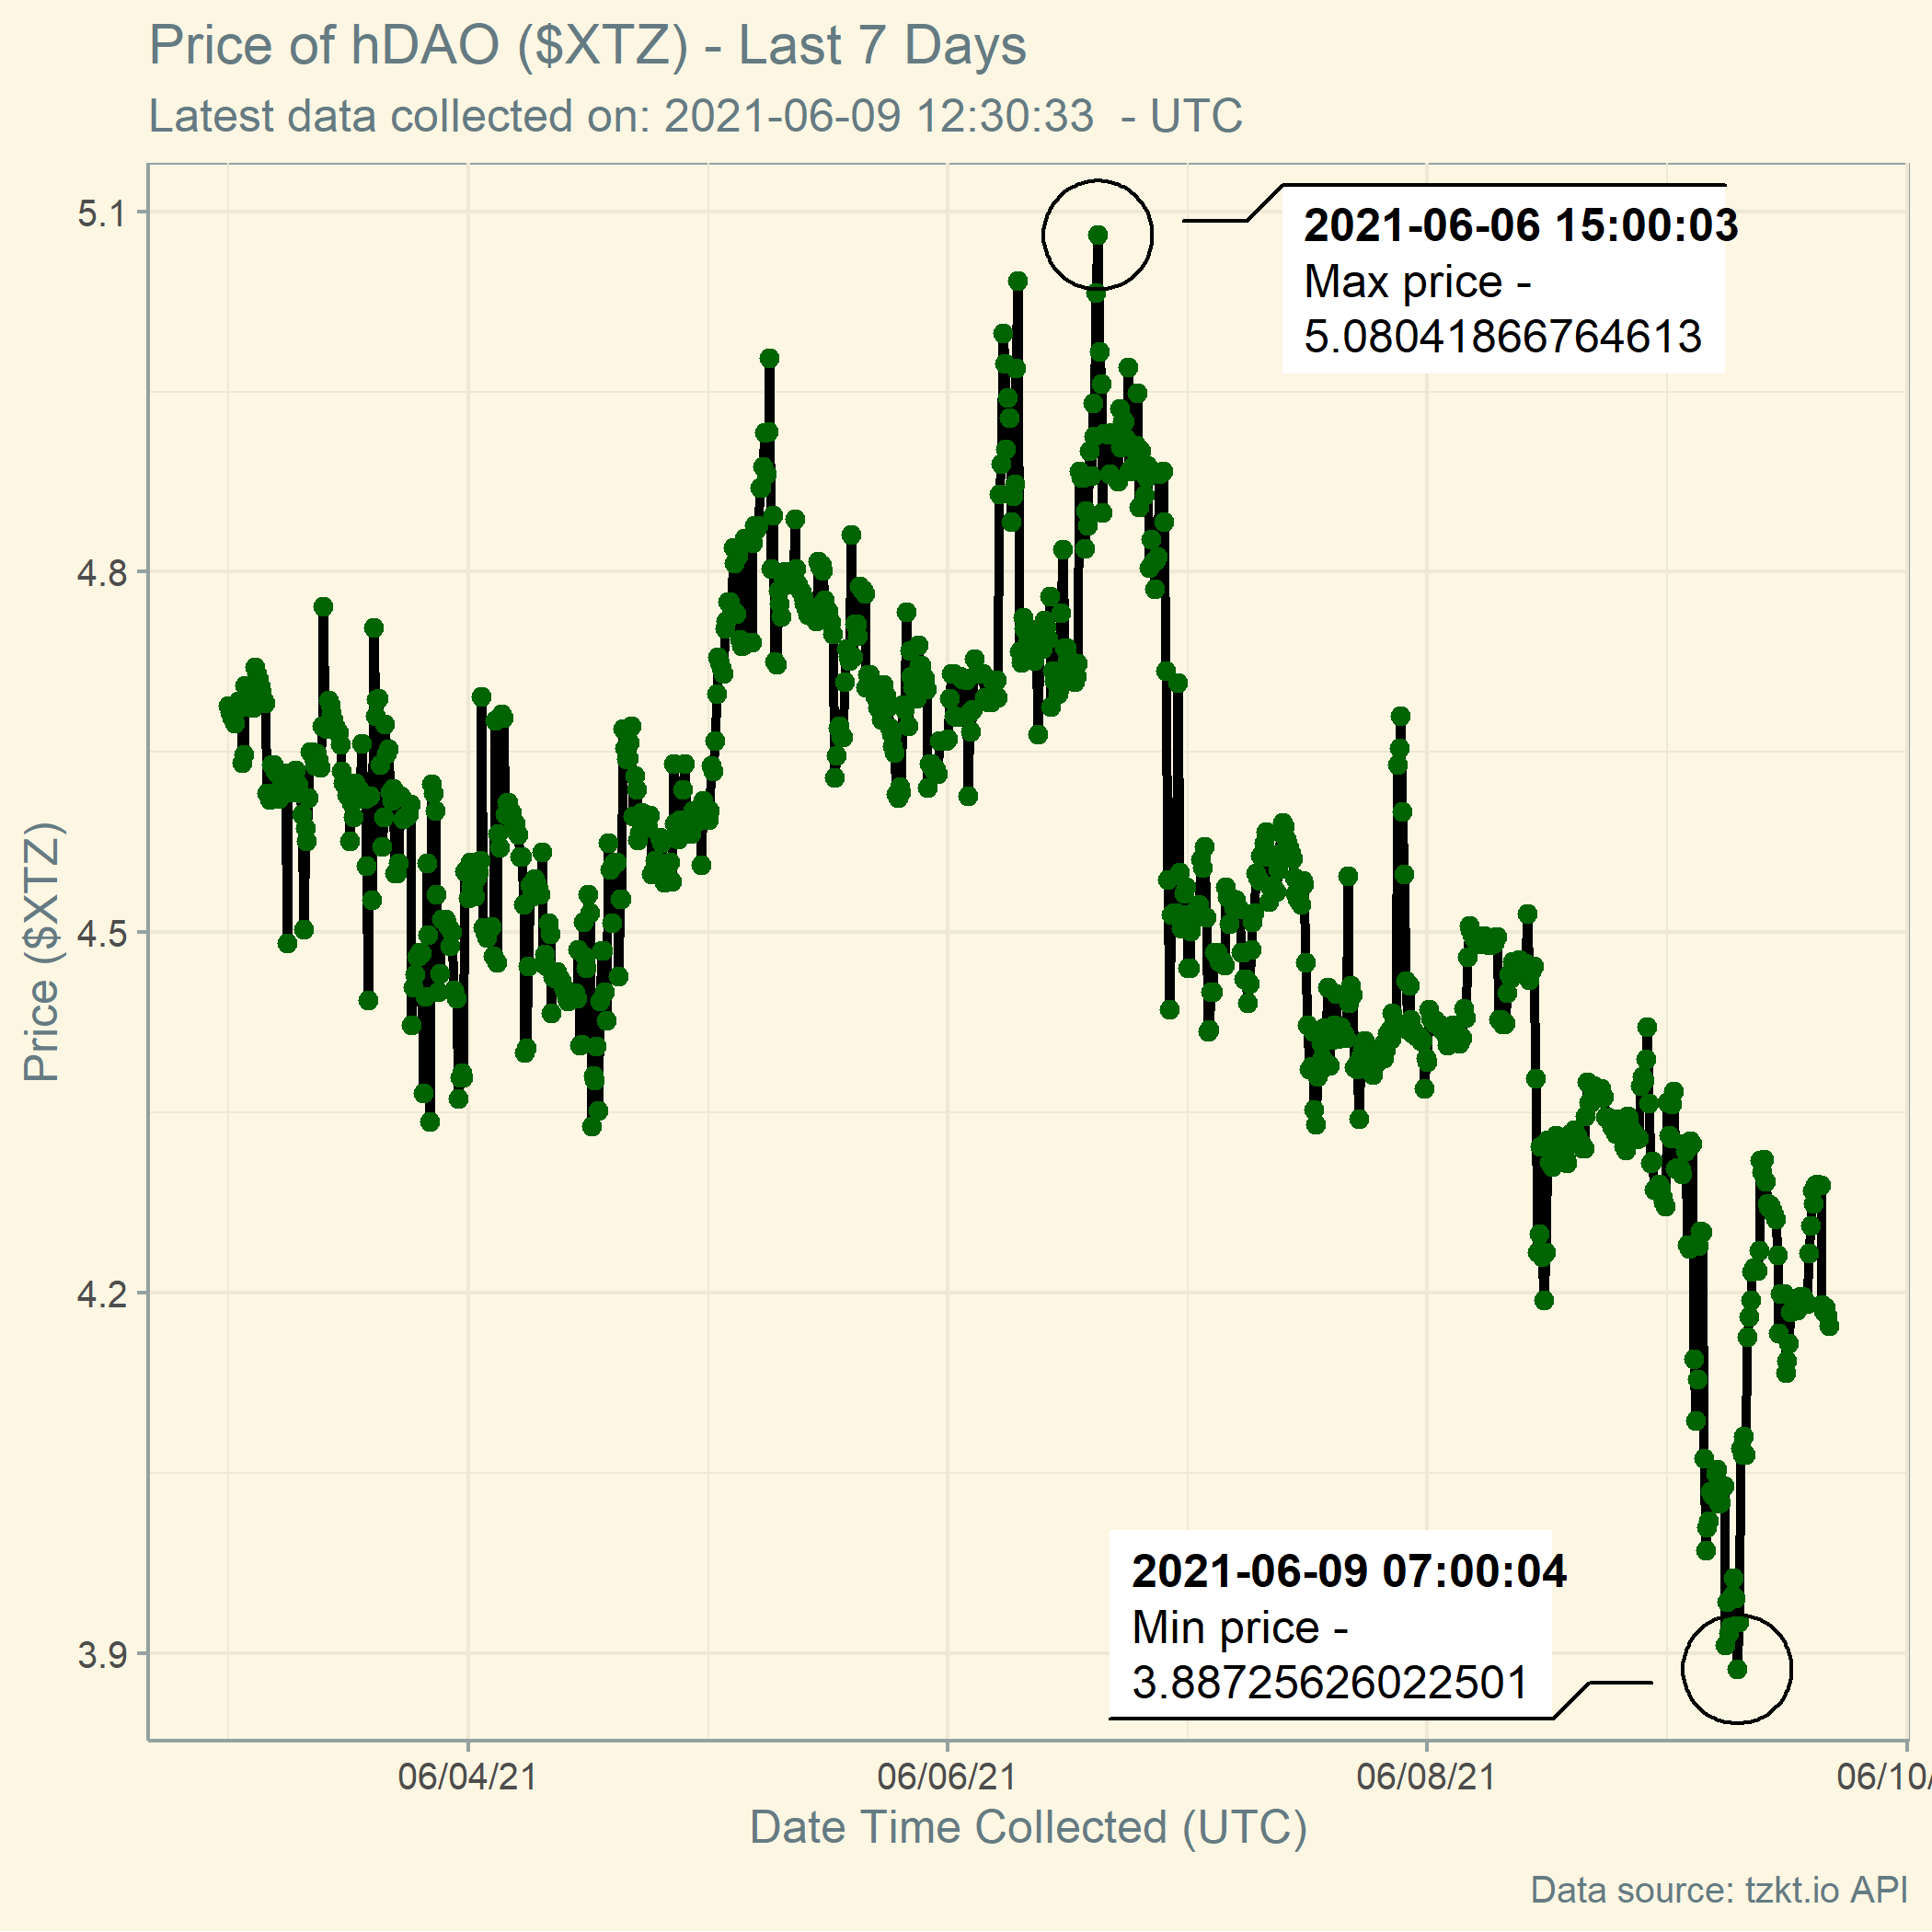 Price of hDAO ($XTZ) - Last 7 Days
Latest data collected on: 2021-06-09 12:30:33  - UTC
5.1
4.8
4.5
4.2
3.9
Price ($XTZ)
2021-06-06 15:00:03
Max price -
5.08041866764613
2021-06-09 07:00:04
Min price -
3.88725626022501
06/04/21
06/06/21
06/08/21
06/10/
Date Time Collected (UTC)
Data source: tzkt.io API